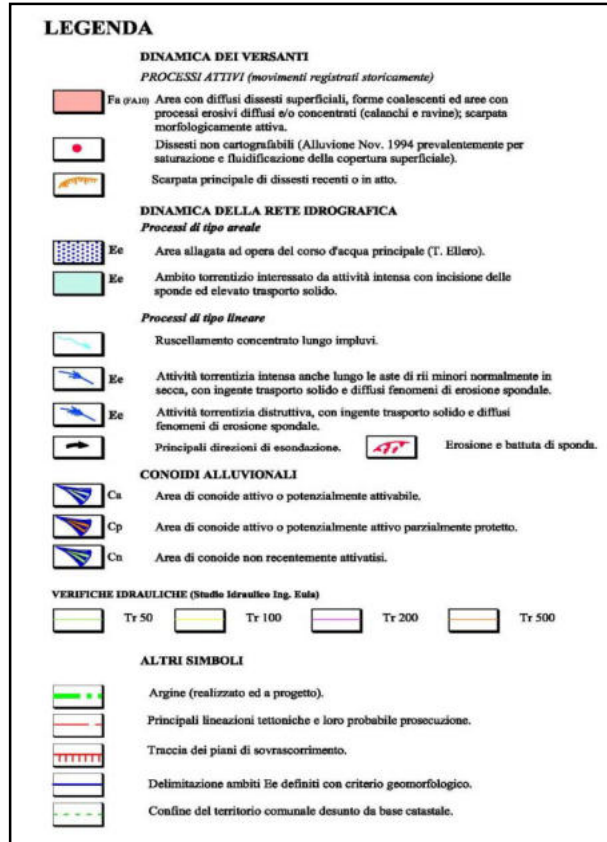 LEGENDA
DINAMICA DEI VERSANTI
PROCESSI ATTIVI (movimenti registrati storicamente)
Fa (FA10) Area con diffusi dissesti superficiali, forme coalescenti ed aree con
processi erosivi diffusi e/o concentrati (calanchi e ravine); scarpata
morfologicamente attiva.
Dissesti non cartografabili (Alluvione Nov. 1994 prevalentemente per
saturazione e fluidificazione della copertura superficiale).
Scarpata principale di dissesti recenti o in atto.
DINAMICA DELLA RETE IDROGRAFICA
Processi di tipo areale
Ee Area allagata ad opera del corso d'acqua principale (T. Ellero).
Ee Ambito torrentizio interessato da attività intensa con incisione delle
sponde ed elevato trasporto solido.
Processi di tipo lineare
Ruscellamento concentrato lungo impluvi.
Ee Attività torrentizia intensa anche lungo le aste di rii minori normalmente in
secca, con ingente trasporto solido e diffusi fenomeni di erosione spondale.
Ee Attività torrentizia distruttiva, con ingente trasporto solido e diffusi
fenomeni di erosione spondale.
Principali direzioni di esondazione. Erosione e battuta di sponda.
CONOIDI ALLUVIONALI
Ca Area di conoide attivo o potenzialmente attivabile.
Cp Area di conoide attivo o potenzialmente attivo parzialmente protetto.
Cn Area di conoide non recentemente attivatisi.
VERIFICHE IDRAULICHE (Studio Idraulico Ing. Eula)
Tr 50 Tr 100 Tr 200 Tr 500
ALTRI SIMBOLI
Argine (realizzato ed a progetto).
Principali lineazioni tettoniche e loro probabile prosecuzione.
Traccia dei piani di sovrascorrimento.
Delimitazione ambiti Ee definiti con criterio geomorfologico.
Confine del territorio comunale desunto da base catastale.